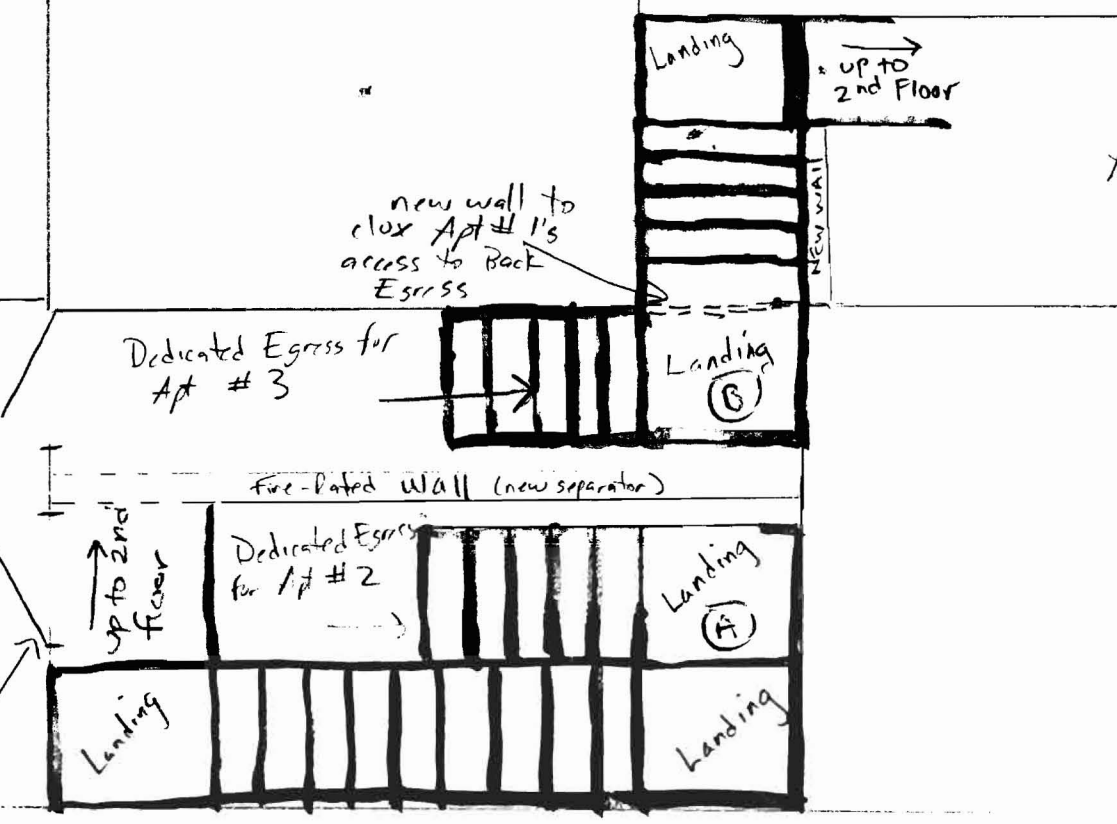 Landing
up to
2nd Floor
new wall to
Apt # 1's
access to Back
Egress
NEW WAll
Dedicated Egress for
Apt # 3
Landing
B
Fire-Rated Wall (new separator)
up to 2nd
Dedicated Egress
for Apt # 2
Landing
A
Landing
Landing